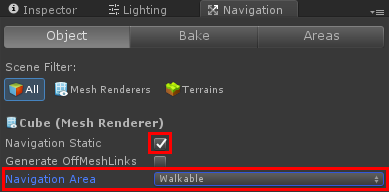 Inspector Lighting Navigation
Object Bake Areas
Scene Filter:
All Mesh Renderers Terrains
Cube (Mesh Renderer)
Navigation Static
Generate OffMeshLinks
Navigation Area Walkable